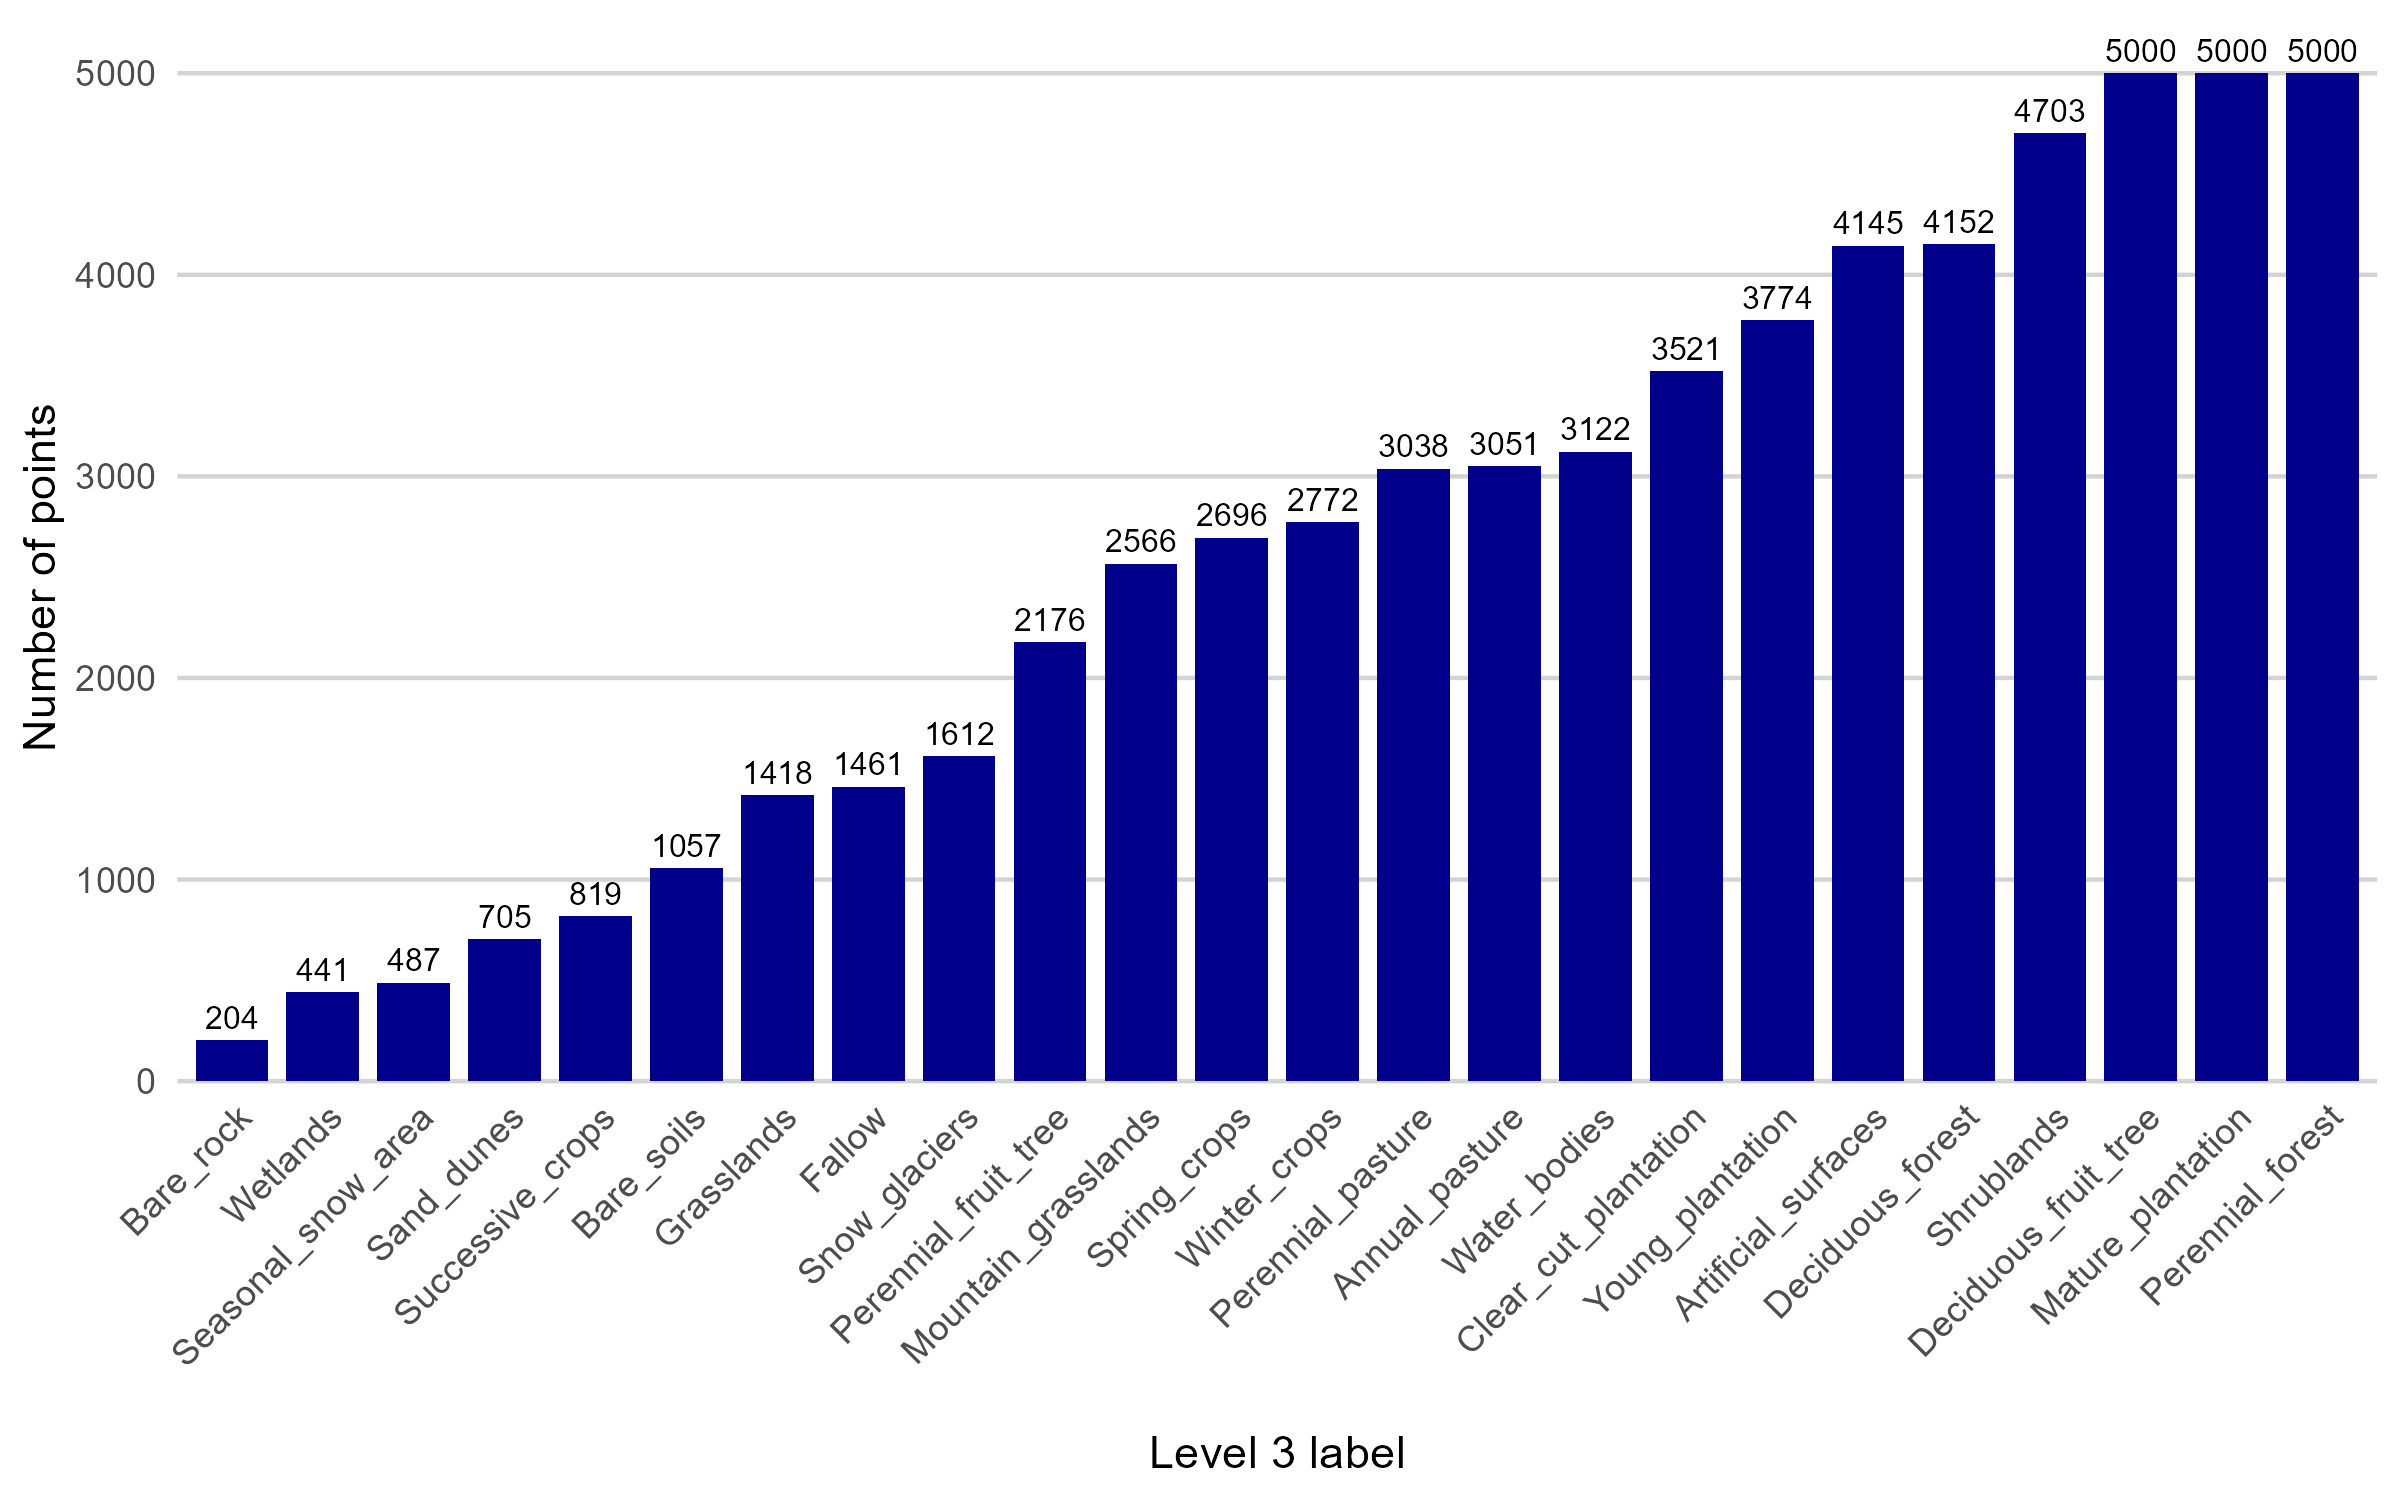 Number of points
5000
4000
3000
2000
1000
0
204
441
487
705
819
1057
1418
1461
1612
2176
2566
2696
2772
3038
3051
3122
3521
3774
4145
4152
4703
5000
5000
5000
Bare_rock
Wetlands
Seasonal_snow_area
Sand_dunes
Successive_crops
Bare_soils
Grasslands
Fallow
Snow_glaciers
Perennial_fruit_tree
Mountain_grasslands
Spring_crops
Winter_crops
Perennial_pasture
Annual_pasture
Water_bodies
Clear_cut_plantation
Young_plantation
Artificial_surfaces
Deciduous_forest
Shrublands
Deciduous_fruit_tree
Mature_plantation
Perennial_forest
Level 3 label